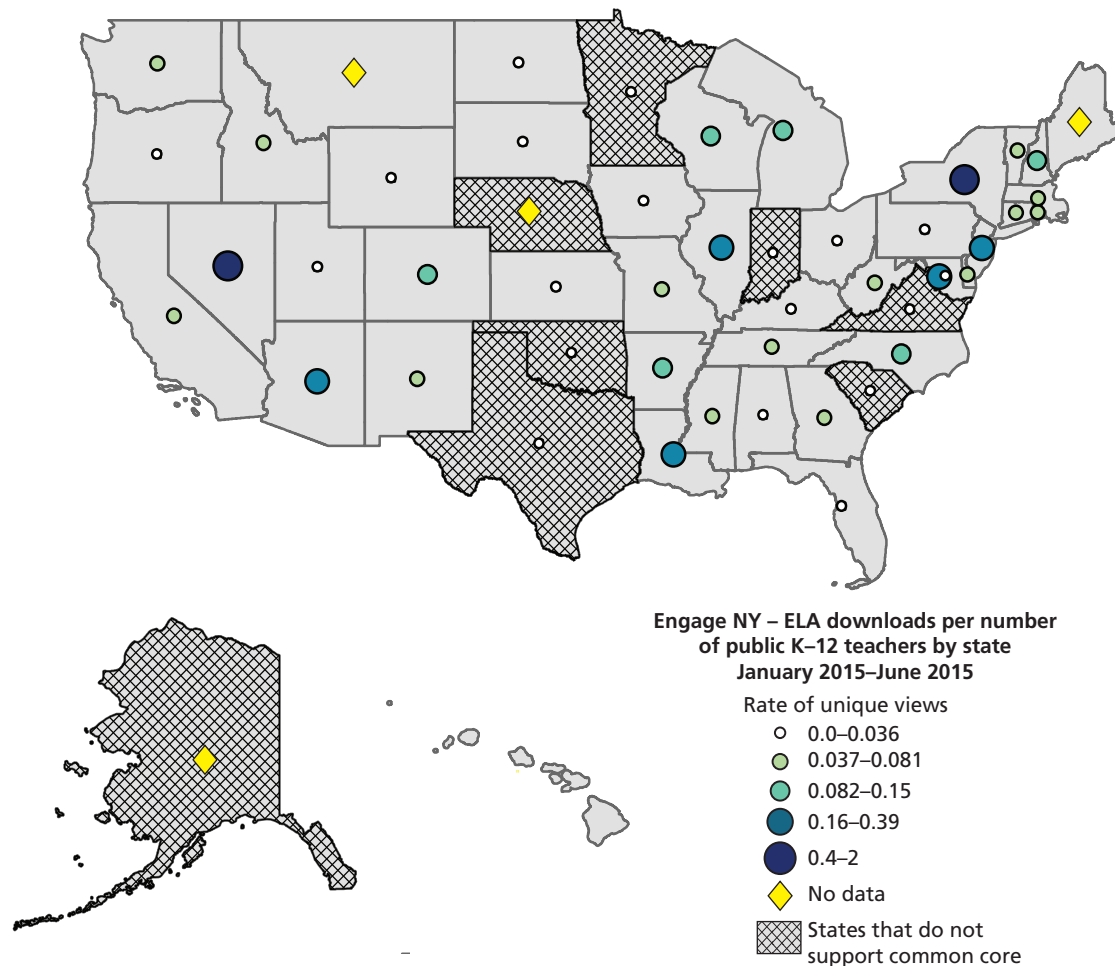 Engage NY – ELA downloads per number
of public K–12 teachers by state
January 2015–June 2015
Rate of unique views
0.0–0.036
0.037–0.081
0.082–0.15
0.16–0.39
0.4–2
No data
States that do not
support common core